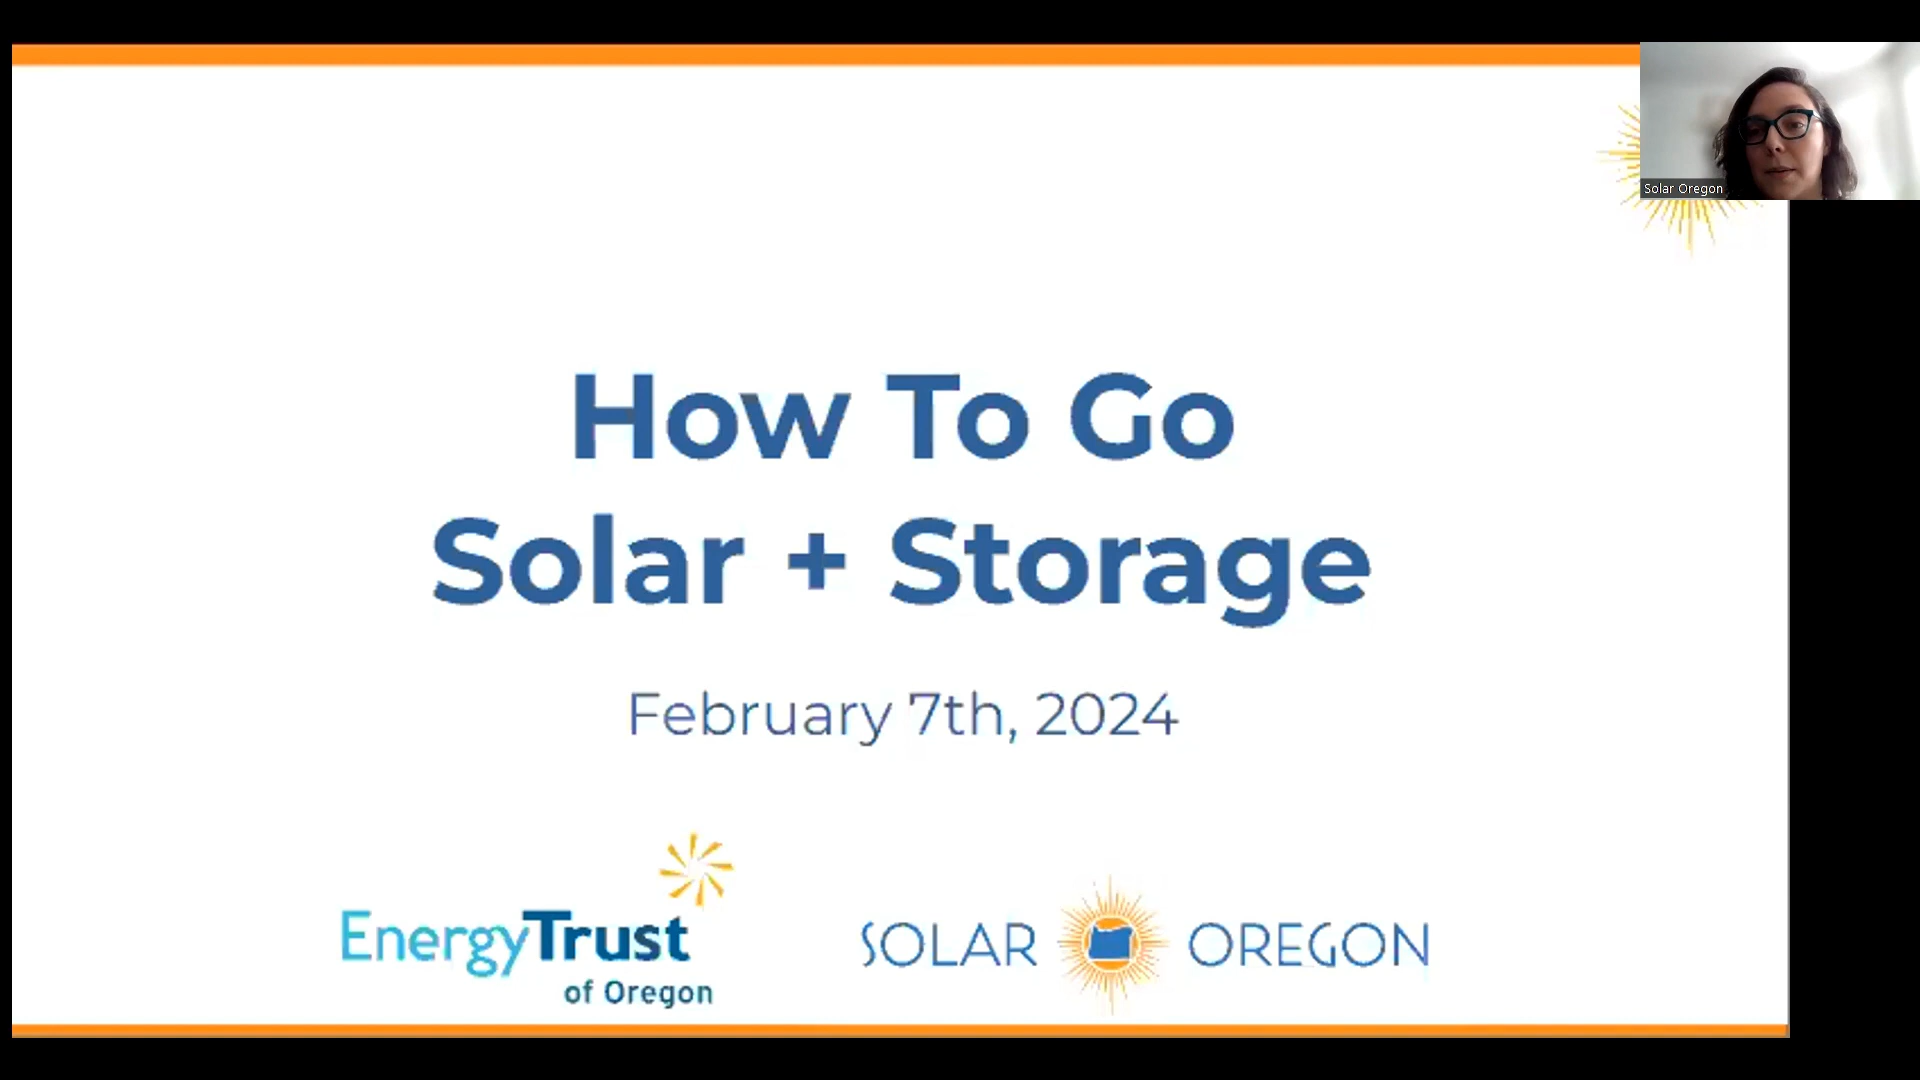 Solar Oregon
How To Go
Solar + Storage
February 7th, 2024
EnergyTrust
of Oregon
SOLAR OREGON